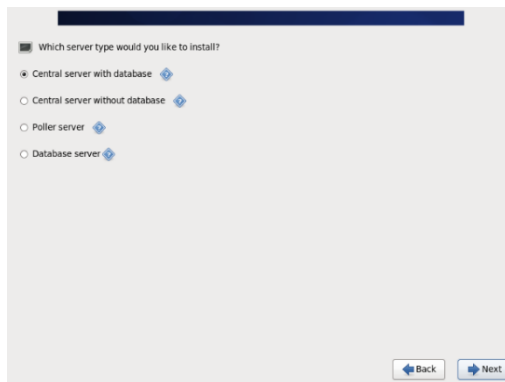 Which server type would you like to install?
Central server with database
Central server without database
Poller server
Database server
Back
Next